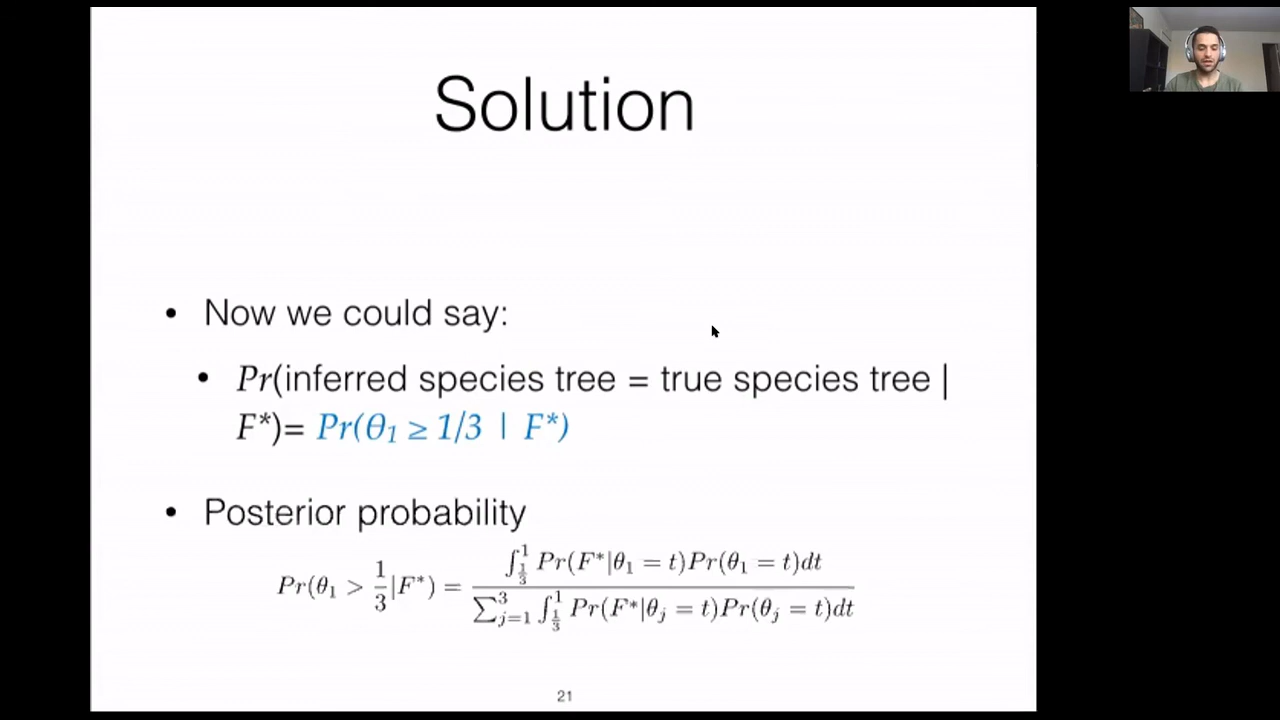 Solution
• Now we could say:
• Pr(inferred species tree = true species tree |
F*)= Pr(θ₁ ≥ 1/3 | F*)
• Posterior probability
Pr(θ₁ > 1/3 |F*) = ∫_{1/3}^{1} Pr(F*|θ₁ = t)Pr(θ₁ = t)dt / ∑_{j=1}^{3} ∫_{1/3}^{1} Pr(F*|θⱼ = t)Pr(θⱼ = t)dt
21